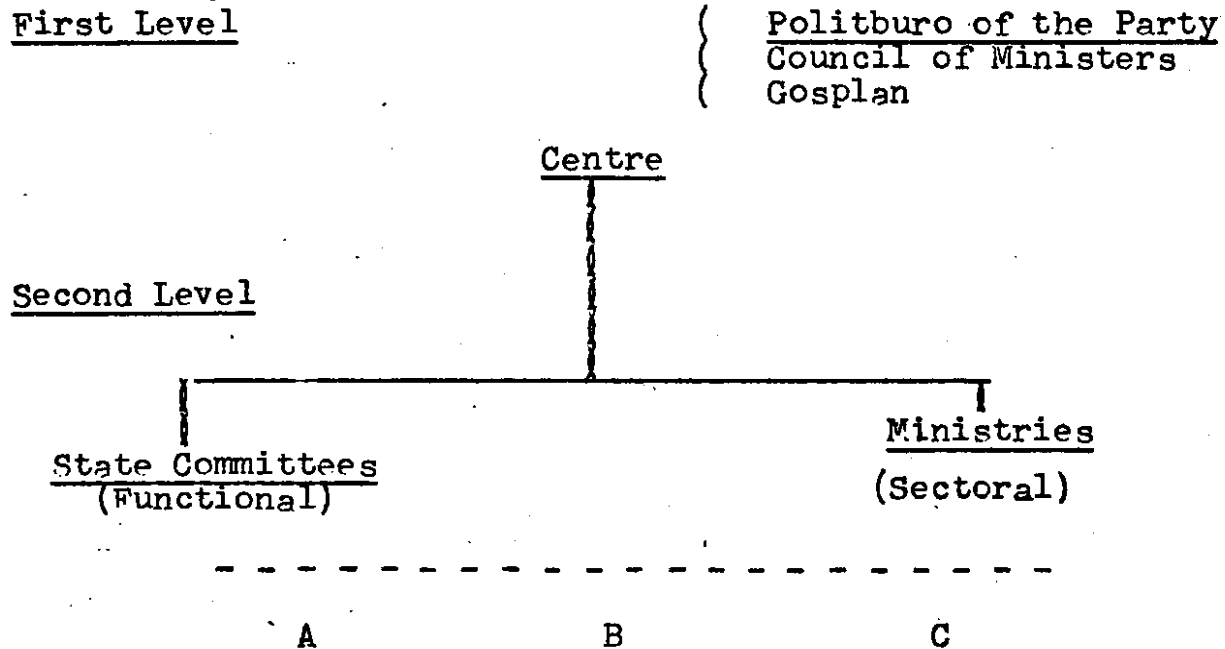 First Level
Politburo of the Party
Council of Ministers
Gosplan
Centre
Second Level
State Committees
(Functional)
Ministries
(Sectoral)
A B C